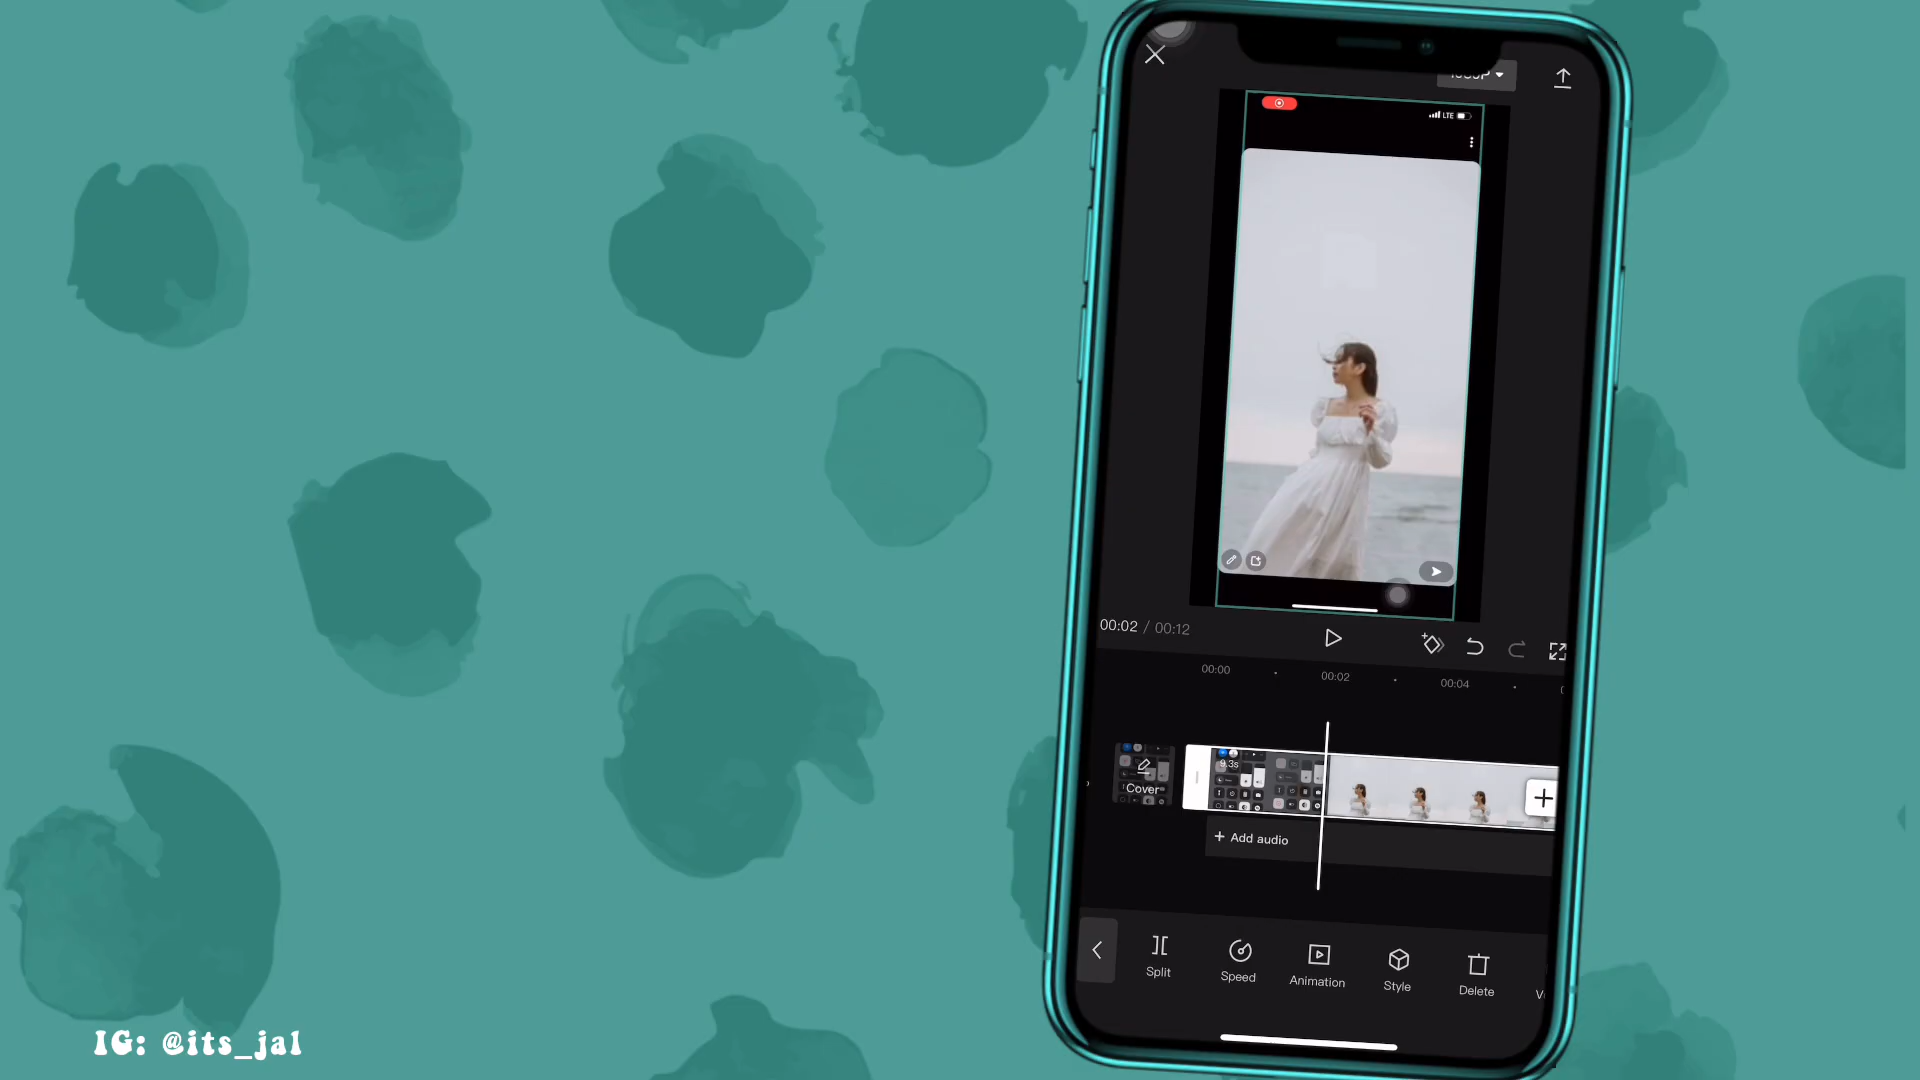 LTE
00:02 / 00:12
00:00
00:02
00:04
9.3s
Cover
+ Add audio
Split
Speed
Animation
Style
Delete
IG: @its_jal